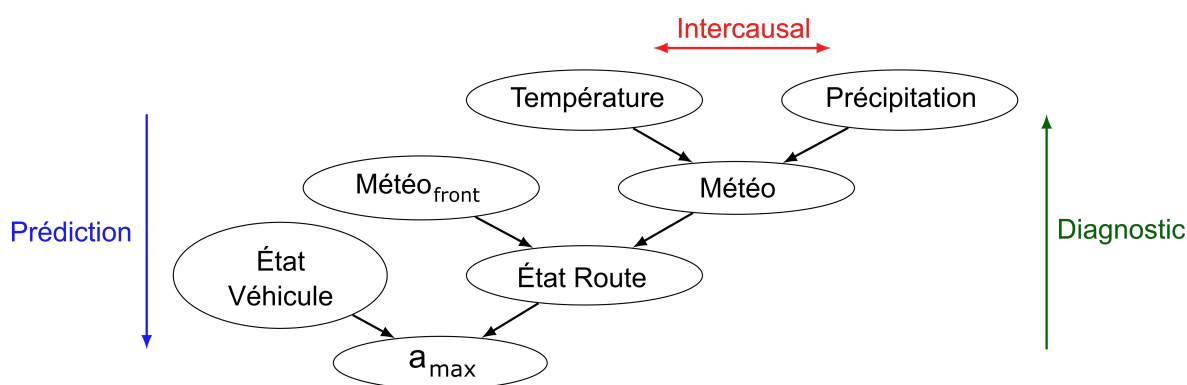 Intercausal
Température
Précipitation
Météo_front
Météo
Prédiction
Diagnostic
État
Véhicule
État Route
a_max